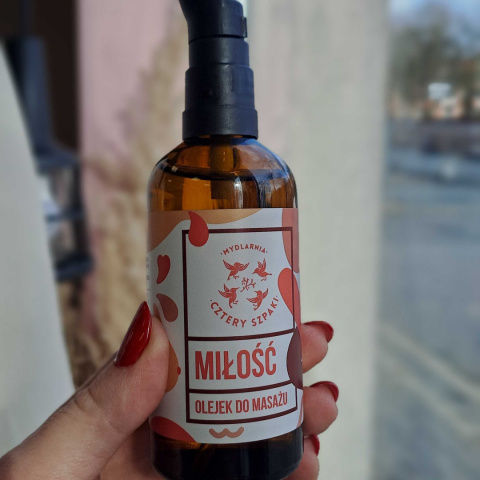 ·MYDLARNIA·
·CZTERY SZPAKI·
MIŁOŚĆ
OLEJEK DO MASAŻU